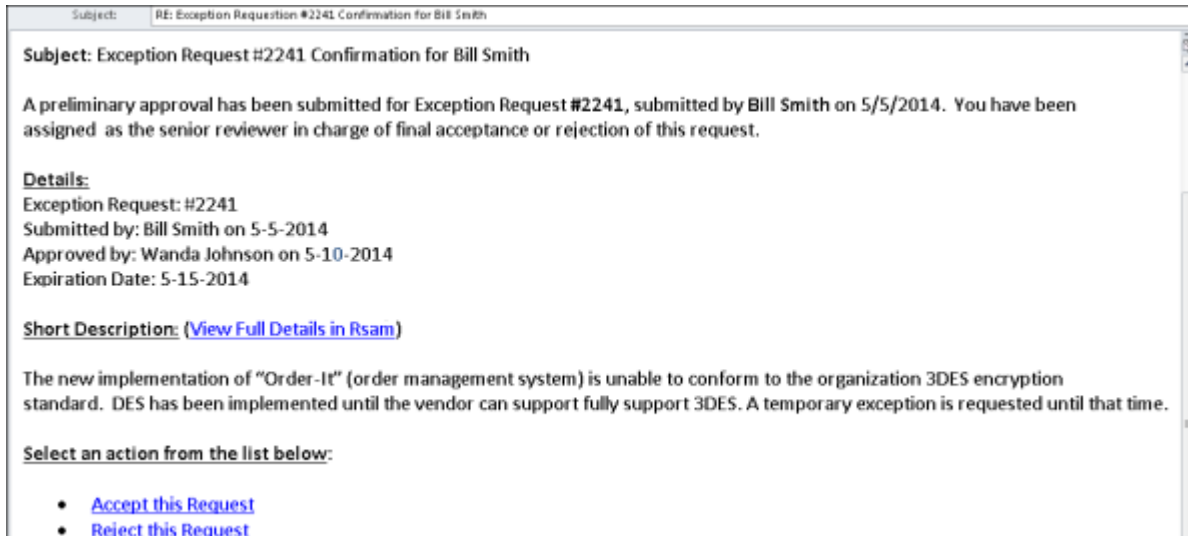 Subject: RE: Exception Requestion #2241 Confirmation for Bill Smith
Subject: Exception Request #2241 Confirmation for Bill Smith
A preliminary approval has been submitted for Exception Request #2241, submitted by Bill Smith on 5/5/2014. You have been
assigned as the senior reviewer in charge of final acceptance or rejection of this request.
Details:
Exception Request: #2241
Submitted by: Bill Smith on 5-5-2014
Approved by: Wanda Johnson on 5-10-2014
Expiration Date: 5-15-2014
Short Description: (View Full Details in Rsam)
The new implementation of “Order-It” (order management system) is unable to conform to the organization 3DES encryption
standard. DES has been implemented until the vendor can support fully support 3DES. A temporary exception is requested until that time.
Select an action from the list below:
• Accept this Request
• Reject this Request